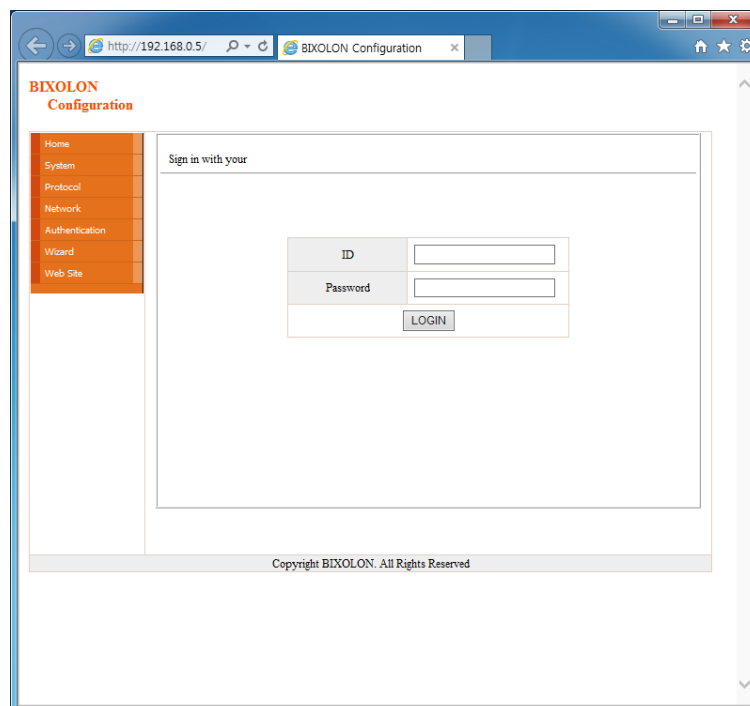 http://192.168.0.5/
BIXOLON Configuration
BIXOLON
Configuration
Home
System
Protocol
Network
Authentication
Wizard
Web Site
Sign in with your
ID
Password
LOGIN
Copyright BIXOLON. All Rights Reserved